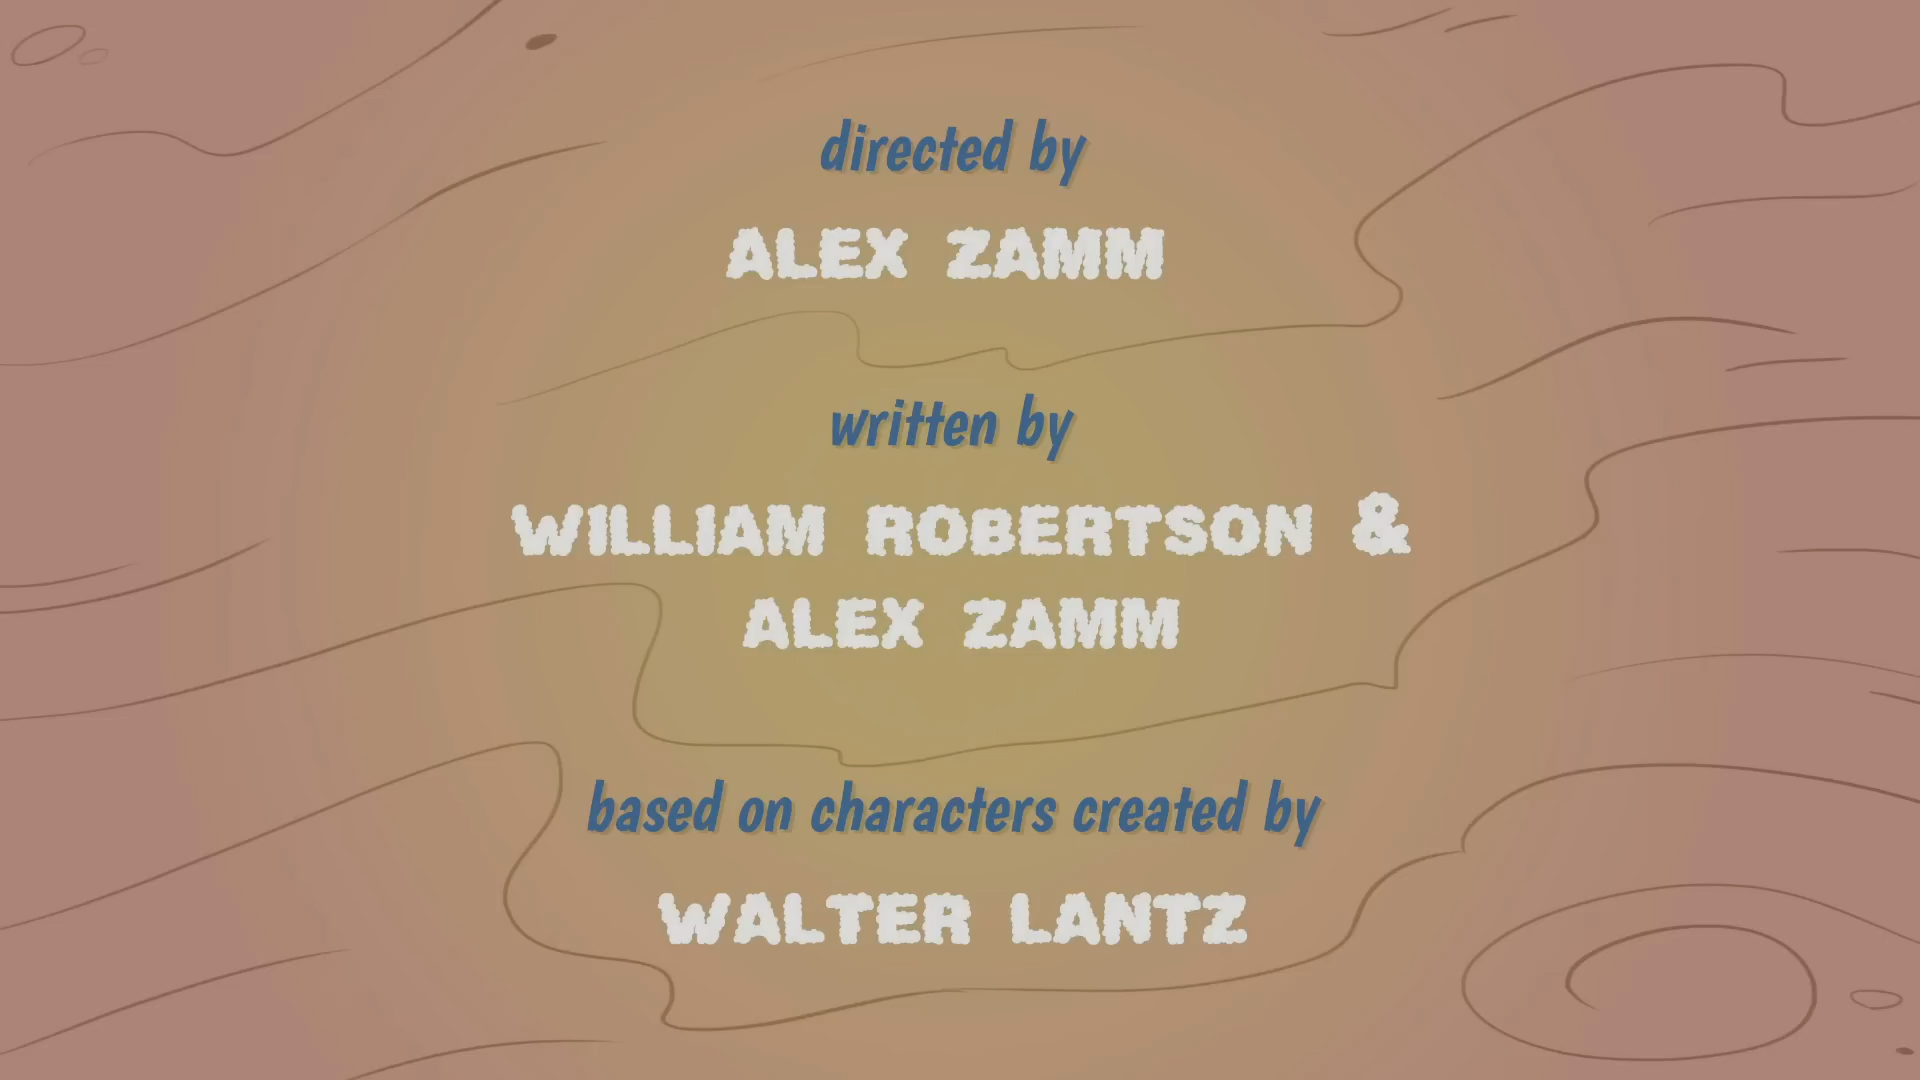 directed by
ALEX ZAMM
written by
WILLIAM ROBERTSON &
ALEX ZAMM
based on characters created by
WALTER LANTZ